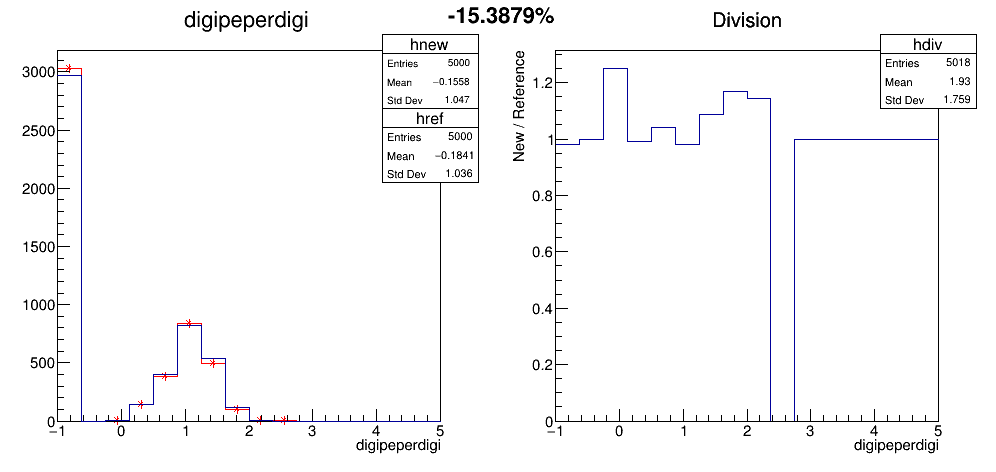 digipeperdigi
-15.3879%
Division
hnew
Entries 5000
Mean −0.1558
Std Dev 1.047
href
Entries 5000
Mean −0.1841
Std Dev 1.036
3000
2500
2000
1500
1000
500
0
−1 0 1 2 3 4 5
digipeperdigi
hdiv
Entries 5018
Mean 1.93
Std Dev 1.759
New / Reference
1.2
1
0.8
0.6
0.4
0.2
0
−1 0 1 2 3 4 5
digipeperdigi